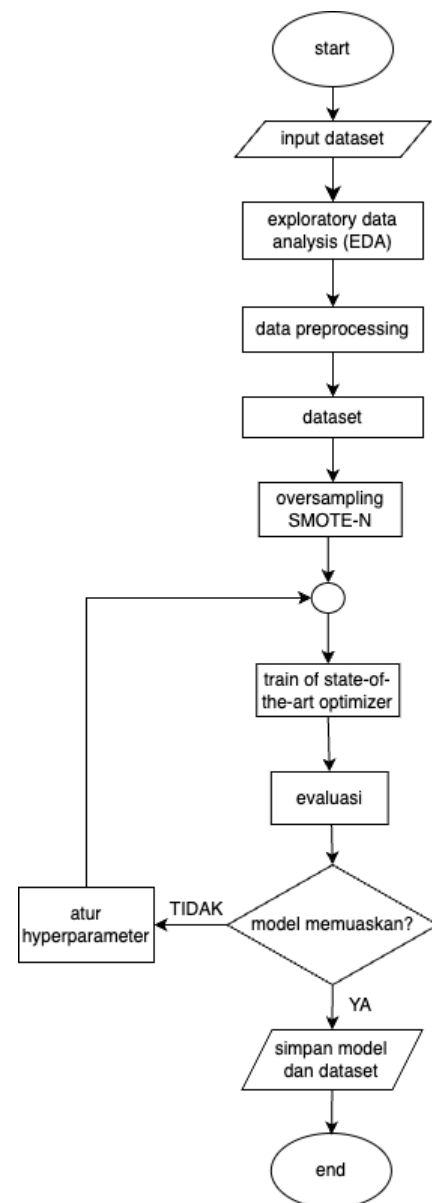 start
input dataset
exploratory data
analysis (EDA)
data preprocessing
dataset
oversampling
SMOTE-N
train of state-of-
the-art optimizer
evaluasi
model memuaskan?
TIDAK
atur
hyperparameter
YA
simpan model
dan dataset
end